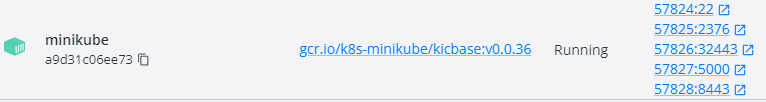 57824:22
57825:2376
minikube
gcr.io/k8s-minikube/kicbase:v0.0.36 Running 57826:32443
a9d31c06ee73
57827:5000
57828:8443